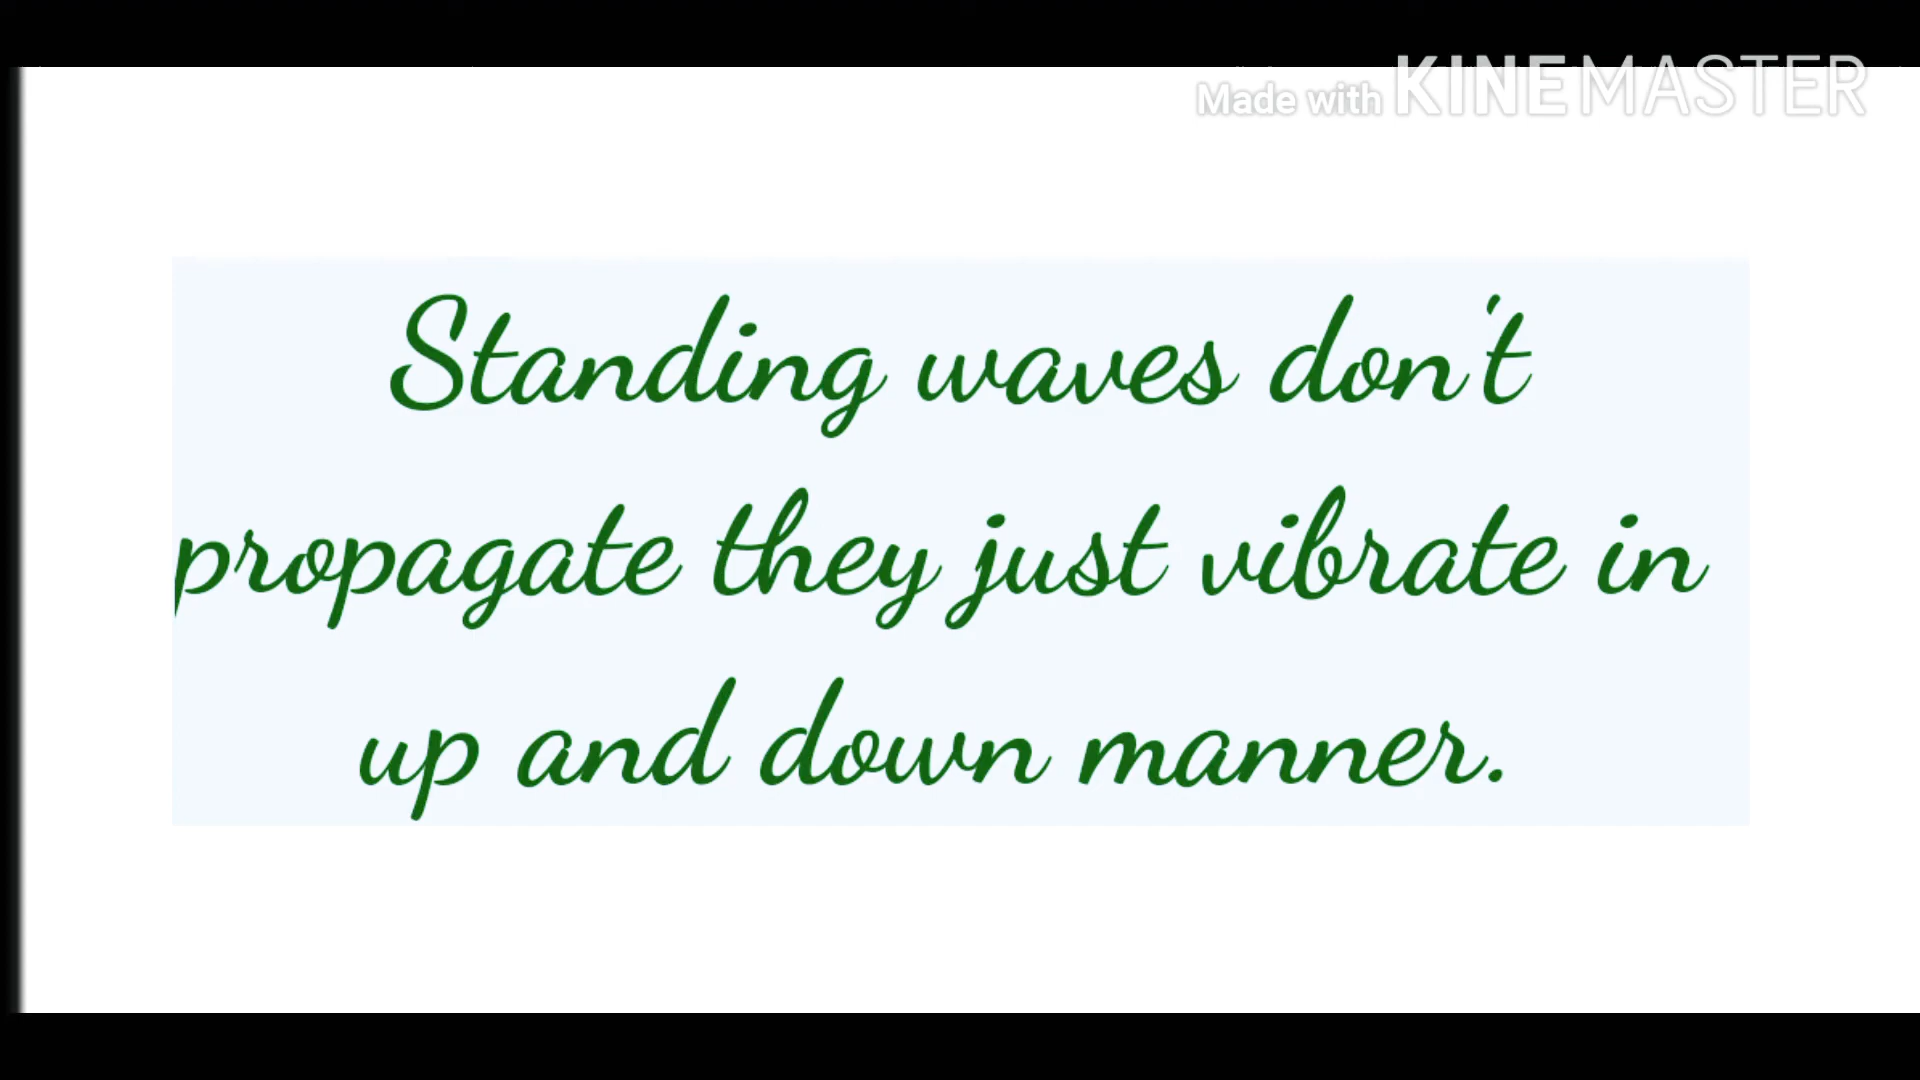 Made with KINEMASTER
Standing waves don't
propagate they just vibrate in
up and down manner.